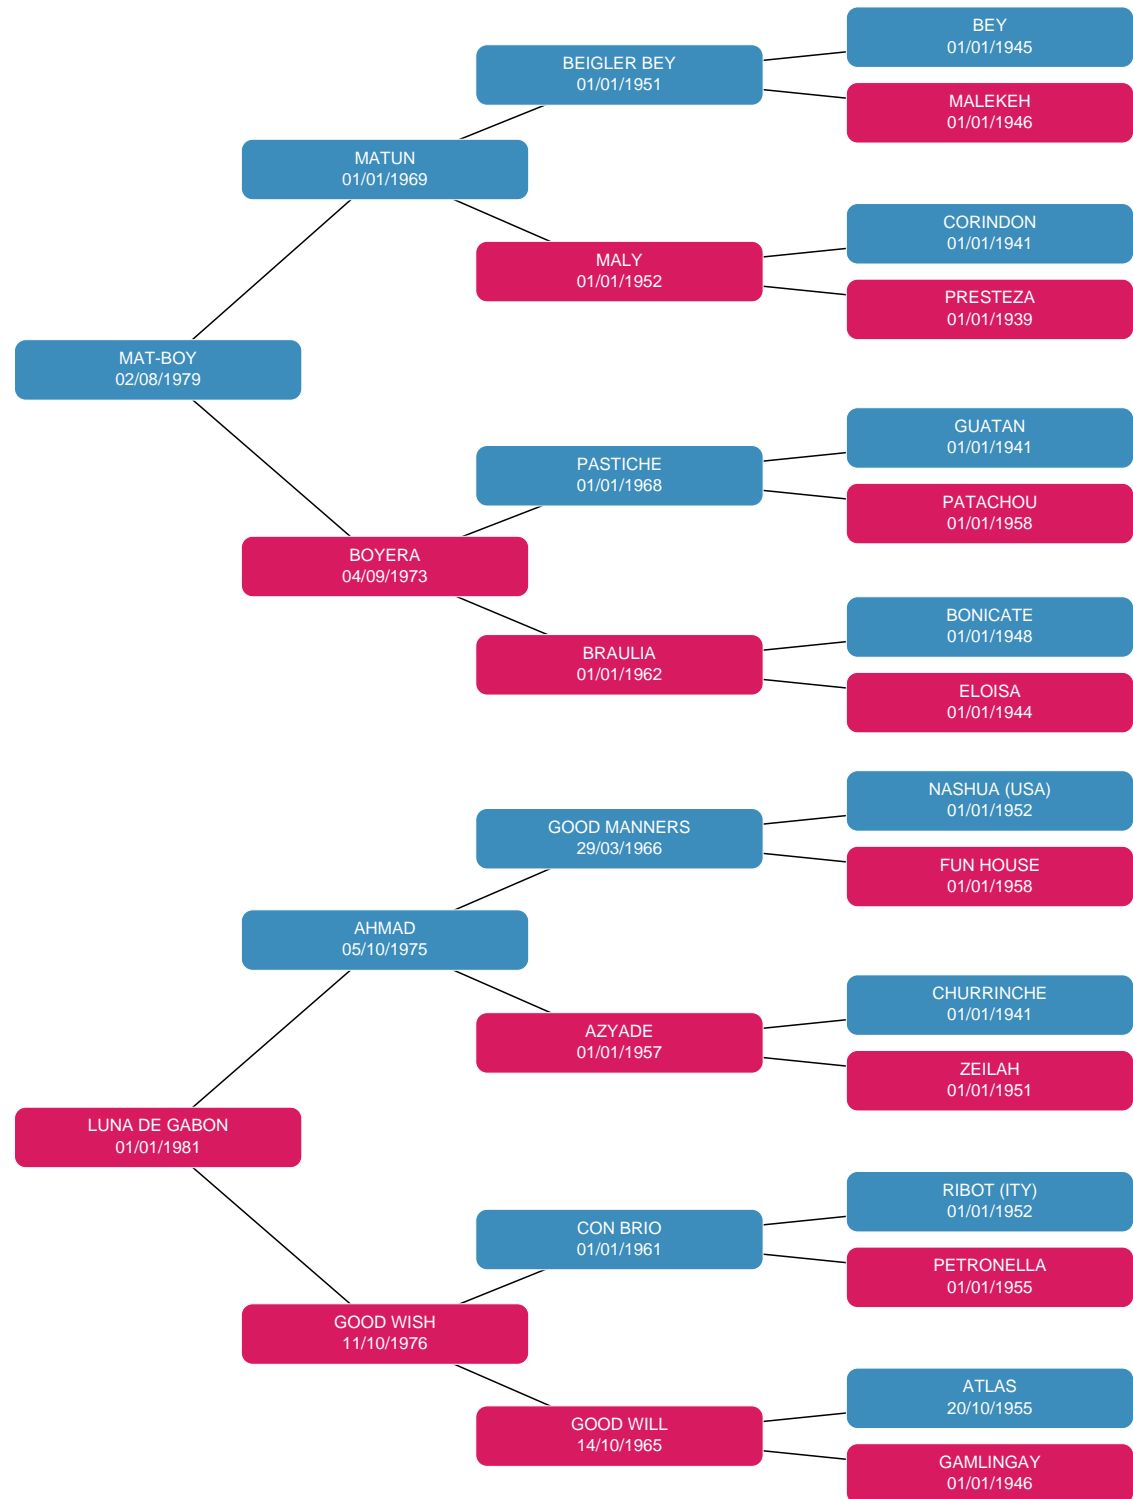 BEY
01/01/1945
BEIGLER BEY
01/01/1951
MALEKEH
01/01/1946
MATUN
01/01/1969
CORINDON
01/01/1941
MALY
01/01/1952
PRESTEZA
01/01/1939
MAT-BOY
02/08/1979
GUATAN
01/01/1941
PASTICHE
01/01/1968
PATACHOU
01/01/1958
BOYERA
04/09/1973
BONICATE
01/01/1948
BRAULIA
01/01/1962
ELOISA
01/01/1944
NASHUA (USA)
01/01/1952
GOOD MANNERS
29/03/1966
FUN HOUSE
01/01/1958
AHMAD
05/10/1975
CHURRINCHE
01/01/1941
AZYADE
01/01/1957
ZEILAH
01/01/1951
LUNA DE GABON
01/01/1981
RIBOT (ITY)
01/01/1952
CON BRIO
01/01/1961
PETRONELLA
01/01/1955
GOOD WISH
11/10/1976
ATLAS
20/10/1955
GOOD WILL
14/10/1965
GAMLINGAY
01/01/1946